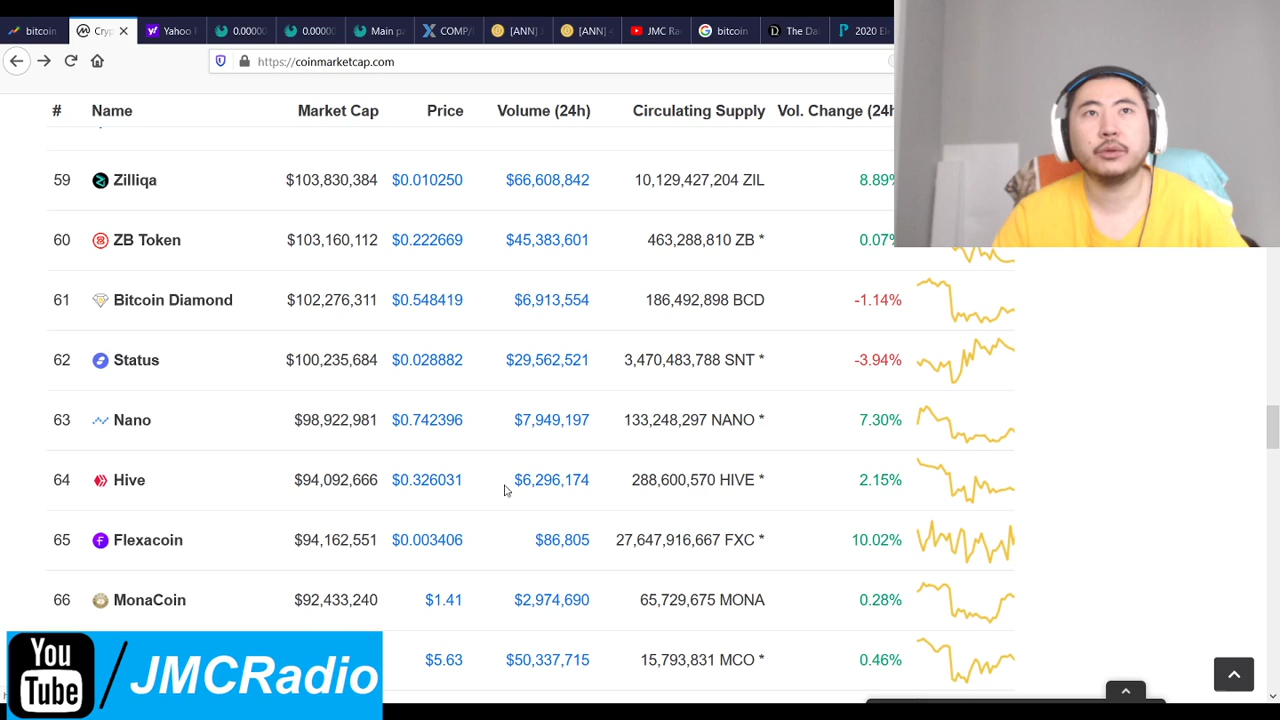 bitcoin
Cryp
Yahoo
0.00000
0.00000
Main pa
COMP/
[ANN]
[ANN]
JMC Ra
bitcoin
The Da
2020 El
https://coinmarketcap.com
# Name Market Cap Price Volume (24h) Circulating Supply Vol. Change (24h
59 Zilliqa $103,830,384 $0.010250 $66,608,842 10,129,427,204 ZIL 8.89%
60 ZB Token $103,160,112 $0.222669 $45,383,601 463,288,810 ZB * 0.07%
61 Bitcoin Diamond $102,276,311 $0.548419 $6,913,554 186,492,898 BCD -1.14%
62 Status $100,235,684 $0.028882 $29,562,521 3,470,483,788 SNT * -3.94%
63 Nano $98,922,981 $0.742396 $7,949,197 133,248,297 NANO * 7.30%
64 Hive $94,092,666 $0.326031 $6,296,174 288,600,570 HIVE * 2.15%
65 Flexacoin $94,162,551 $0.003406 $86,805 27,647,916,667 FXC * 10.02%
66 MonaCoin $92,433,240 $1.41 $2,974,690 65,729,675 MONA 0.28%
$5.63 $50,337,715 15,793,831 MCO * 0.46%
You
Tube
/JMCRadio